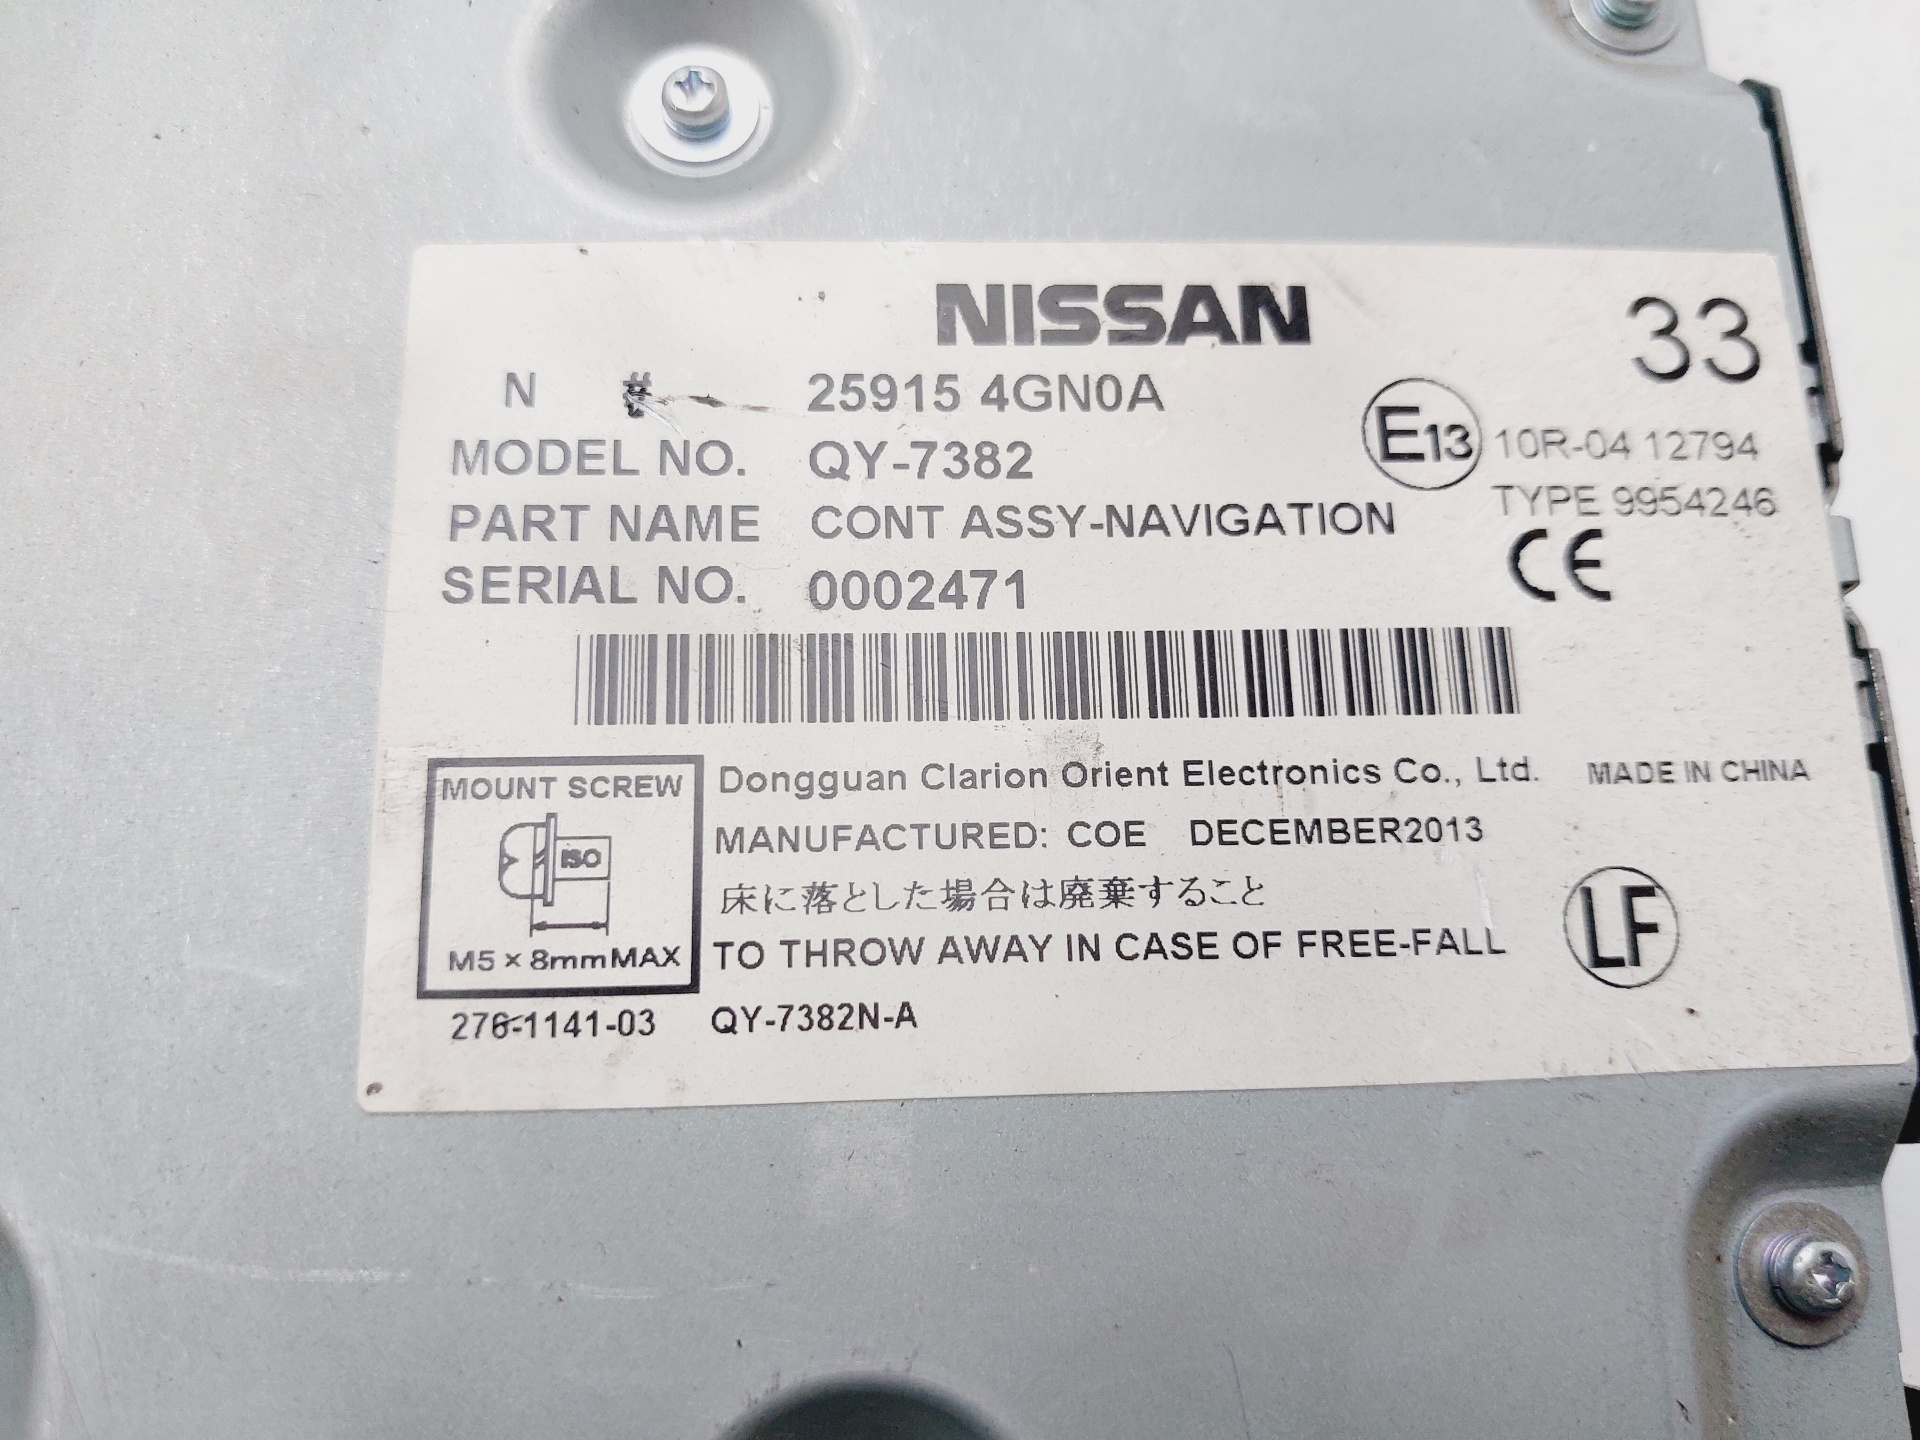 NISSAN
33
N # 25915 4GN0A
MODEL NO. QY-7382
E13 10R-04 12794
TYPE 9954246
PART NAME CONT ASSY-NAVIGATION
CE
SERIAL NO. 0002471
MOUNT SCREW
ISO
M5 × 8mmMAX
Dongguan Clarion Orient Electronics Co., Ltd. MADE IN CHINA
MANUFACTURED: COE DECEMBER2013
床に落とした場合は廃棄すること
LF
TO THROW AWAY IN CASE OF FREE-FALL
276-1141-03 QY-7382N-A